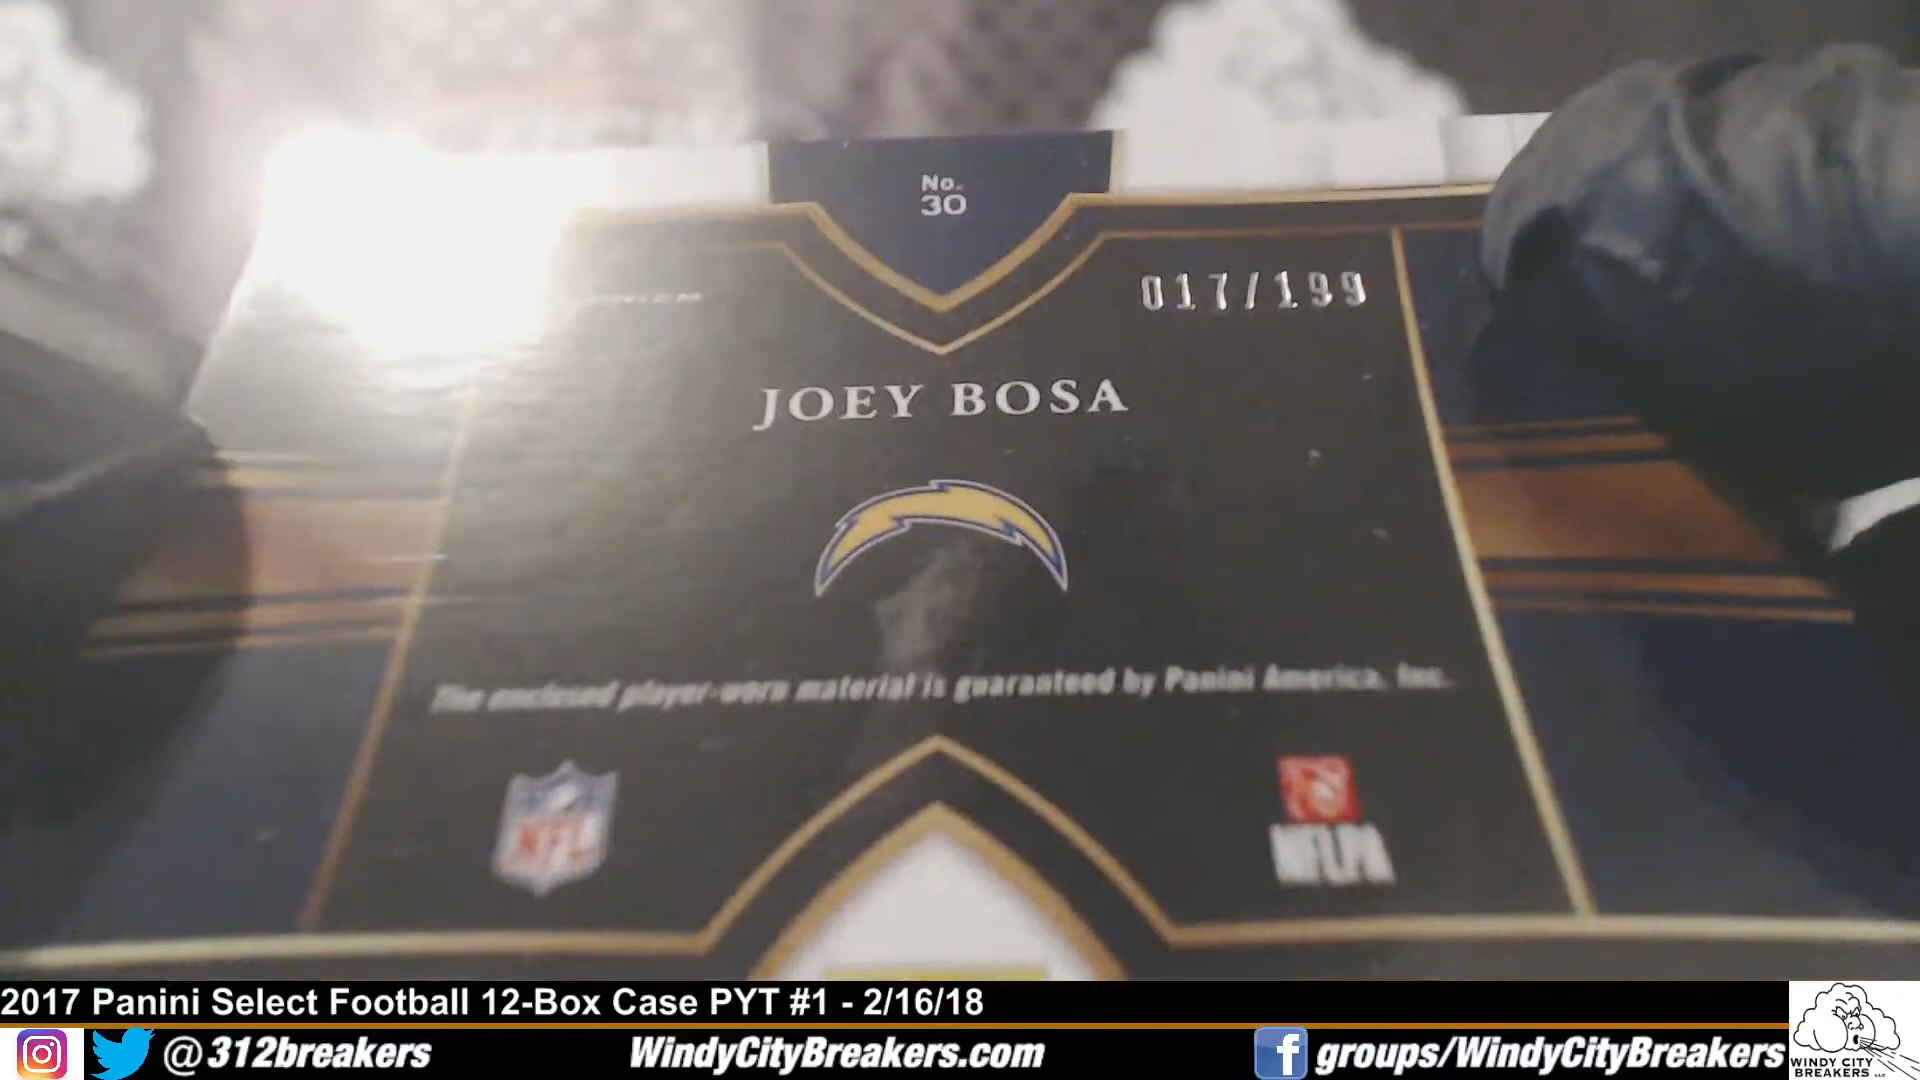 No.
30
017/199
JOEY BOSA
The enclosed player-worn material is guaranteed by Panini America, Inc.
NFL
NFLPA
2017 Panini Select Football 12-Box Case PYT #1 - 2/16/18
@312breakers
WindyCityBreakers.com
f groups/WindyCityBreakers
WINDY CITY
BREAKERS